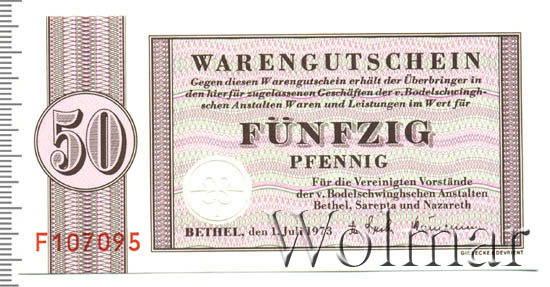 WARENGUTSCHEIN
Gegen diesen Warengutschein erhält der Überbringer in
den hierfür zugelassenen Geschäften der v. Bodelschwingh-
schen Anstalten Waren und Leistungen im Wert für
50
FÜNFZIG
PFENNIG
Für die Vereinigten Vorstände
der v. Bodelschwinghschen Anstalten
Bethel, Sarepta und Nazareth
F107095
BETHEL, den 1. Juli 1973
GIESECKE & DEVRIENT
Wolmar